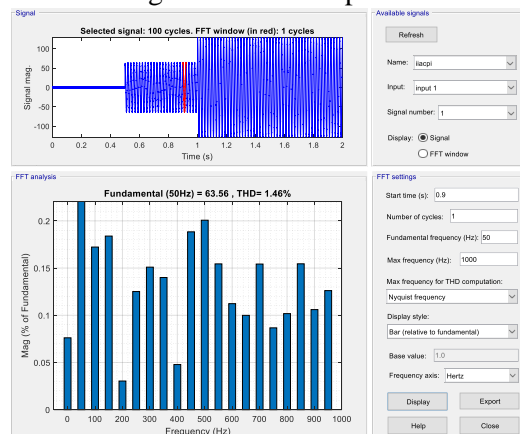 Signal
Selected signal: 100 cycles. FFT window (in red): 1 cycles
Signal mag.
100
50
0
-50
-100
0 0.2 0.4 0.6 0.8 1 1.2 1.4 1.6 1.8 2
Time (s)
Available signals
Refresh
Name: iiacpi
Input: input 1
Signal number: 1
Display: Signal
FFT window
FFT analysis
Fundamental (50Hz) = 63.56 , THD= 1.46%
Mag (% of Fundamental)
0.2
0.15
0.1
0.05
0
0 100 200 300 400 500 600 700 800 900 1000
Frequency (Hz)
FFT settings
Start time (s): 0.9
Number of cycles: 1
Fundamental frequency (Hz): 50
Max frequency (Hz): 1000
Max frequency for THD computation:
Nyquist frequency
Display style:
Bar (relative to fundamental)
Base value: 1.0
Frequency axis: Hertz
Display Export
Help Close